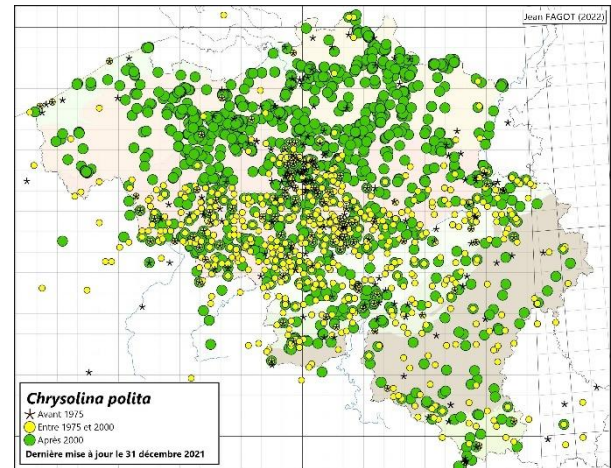 Jean FAGOT (2022)
Chrysolina polita
Avant 1975
Entre 1975 et 2000
Après 2000
Dernière mise à jour le 31 décembre 2021